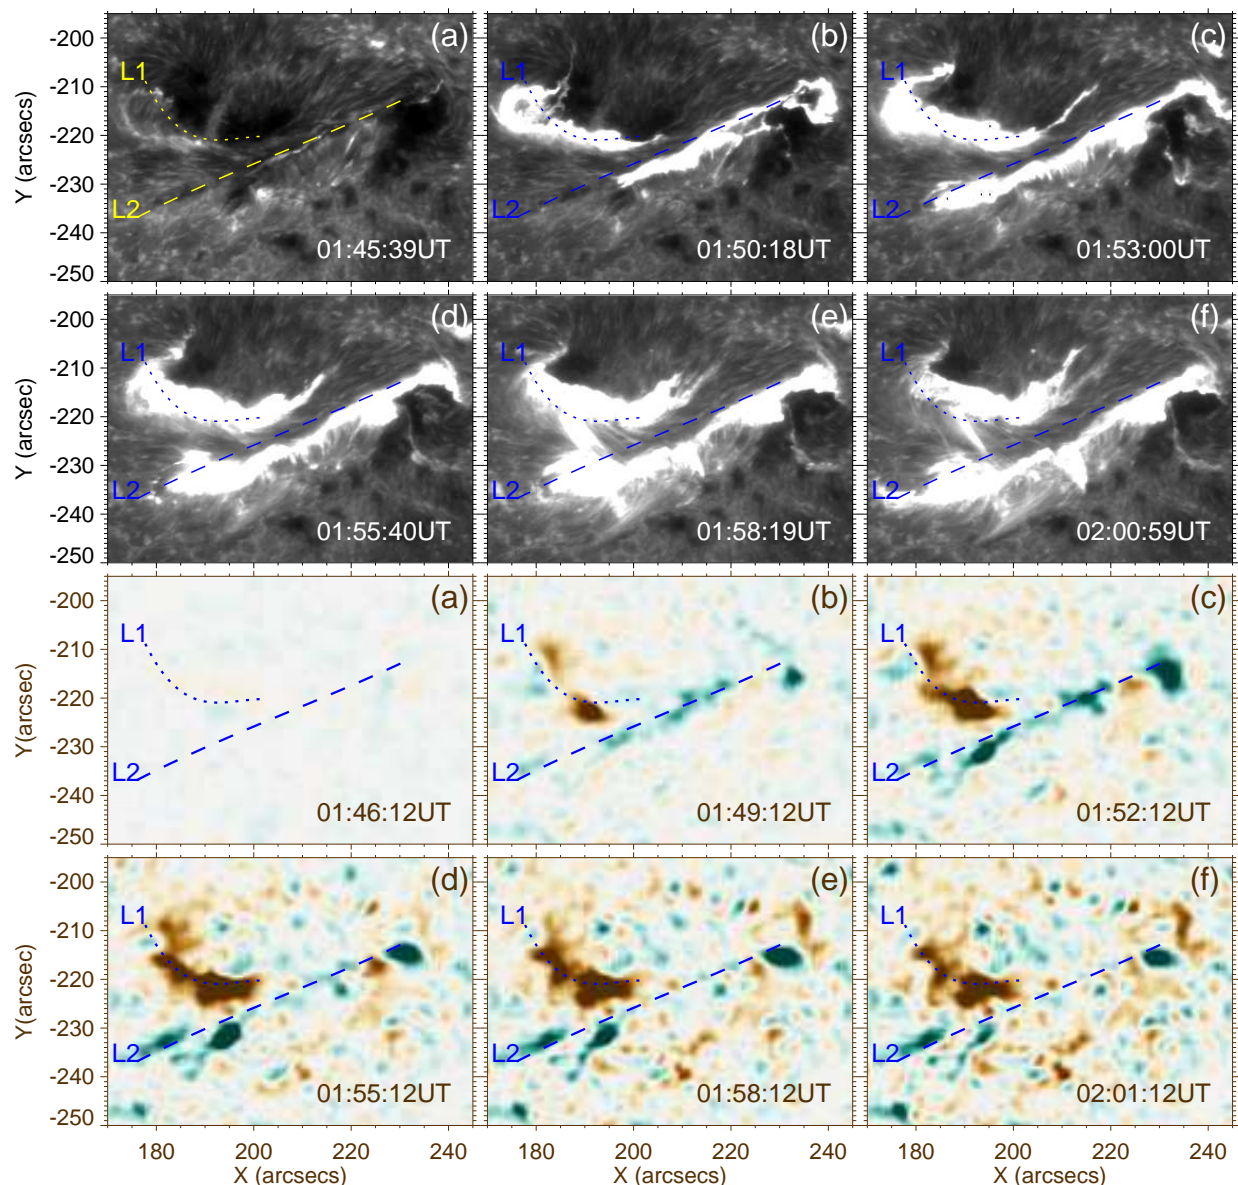 -200
-210
-220
-230
-240
-250
Y (arcsecs)
L1
L2
(a)
01:45:39UT
L1
L2
(b)
01:50:18UT
L1
L2
(c)
01:53:00UT
-200
-210
-220
-230
-240
-250
Y (arcsec)
L1
L2
(d)
01:55:40UT
L1
L2
(e)
01:58:19UT
L1
L2
(f)
02:00:59UT
-200
-210
-220
-230
-240
-250
Y(arcsec)
L1
L2
(a)
01:46:12UT
L1
L2
(b)
01:49:12UT
L1
L2
(c)
01:52:12UT
-200
-210
-220
-230
-240
-250
Y(arcsec)
L1
L2
(d)
01:55:12UT
L1
L2
(e)
01:58:12UT
L1
L2
(f)
02:01:12UT
180 200 220 240
X (arcsecs)
180 200 220 240
X (arcsecs)
180 200 220 240
X (arcsecs)